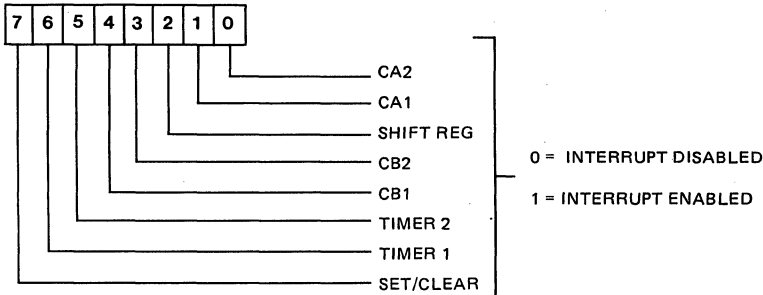 7 6 5 4 3 2 1 0
CA2
CA1
SHIFT REG
CB2
CB1
TIMER 2
TIMER 1
SET/CLEAR
0 = INTERRUPT DISABLED
1 = INTERRUPT ENABLED